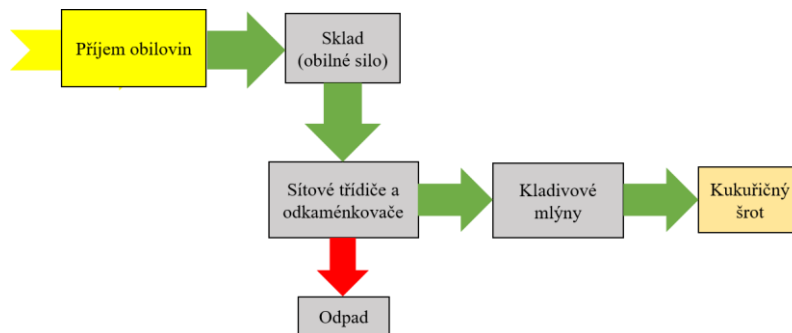 Příjem obilovin
Sklad
(obilné silo)
Sítové třídiče a
odkaménkovače
Kladivové
mlýny
Kukuřičný
šrot
Odpad